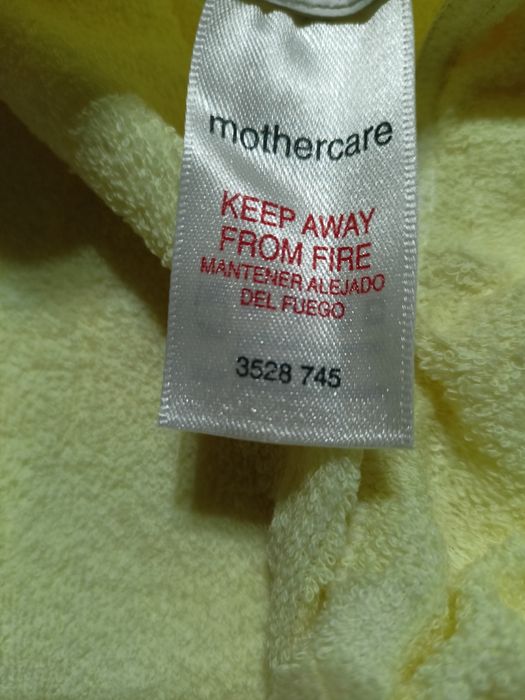 mothercare
KEEP AWAY
FROM FIRE
MANTENER ALEJADO
DEL FUEGO
3528 745